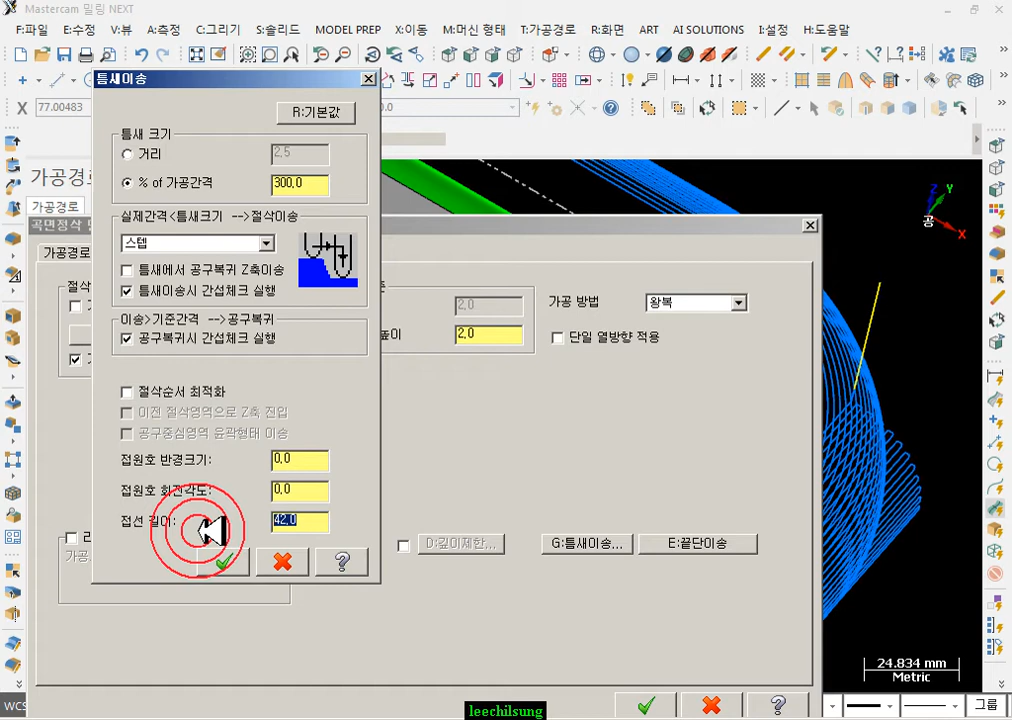 Mastercam 밀링 NEXT
F:파일 E:수정 V:뷰 A:측정 C:그리기 S:솔리드 MODEL PREP X:이동 M:머신 형태 T:가공경로 R:화면 ART AI SOLUTIONS I:설정 H:도움말
X 77.00483
틈새이송
R:기본값
틈새 크기
거리 2.5
% of 가공간격 300.0
실제간격<틈새크기 -->절삭이송
스텝
틈새에서 공구복귀 Z축이송
틈새이송시 간섭체크 실행
이송>기준간격 -->공구복귀
공구복귀시 간섭체크 실행
절삭순서 최적화
이전 절삭영역으로 Z축 진입
공구중심영역 윤곽형태 이송
접원호 반경크기: 0.0
접원호 회전각도: 0.0
접선 길이: 42.0
가공경로
곡면정삭
가공경로
절삭
2.0
높이 2.0
가공 방법 왕복
단일 열방향 적용
D:깊이제한...
G:틈새이송...
E:끝단이송
가공
Z
Y
공
X
24.834 mm
Metric
WCS
그룹
leechilsung